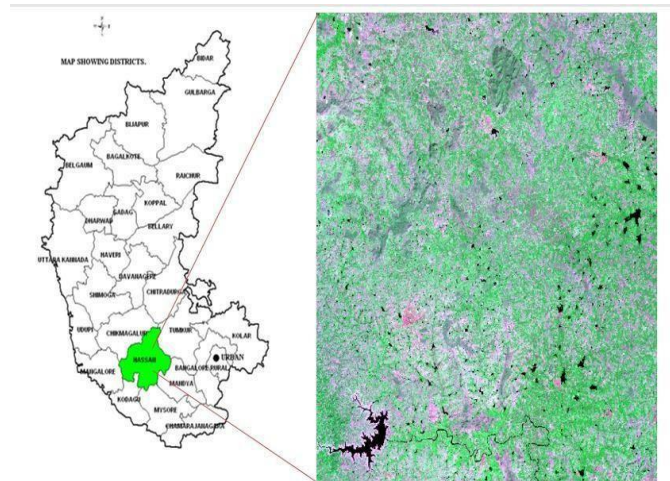 MAP SHOWING DISTRICTS.
BIDAR
GULBARGA
BIJAPUR
BAGALKOTE
BELGAUM
RAICHUR
KOPPAL
GADAG
DHARWAD
BELLARY
UTTARA KANNADA
HAVERI
DAVANAGERE
SHIMOGA
CHITRADURGA
UDUPI
CHIKMAGALUR
TUMKUR
KOLAR
HASSAN
URBAN
BANGALORE RURAL
MANGALORE
MANDYA
KODAGU
MYSORE
CHAMARAJANAGARA